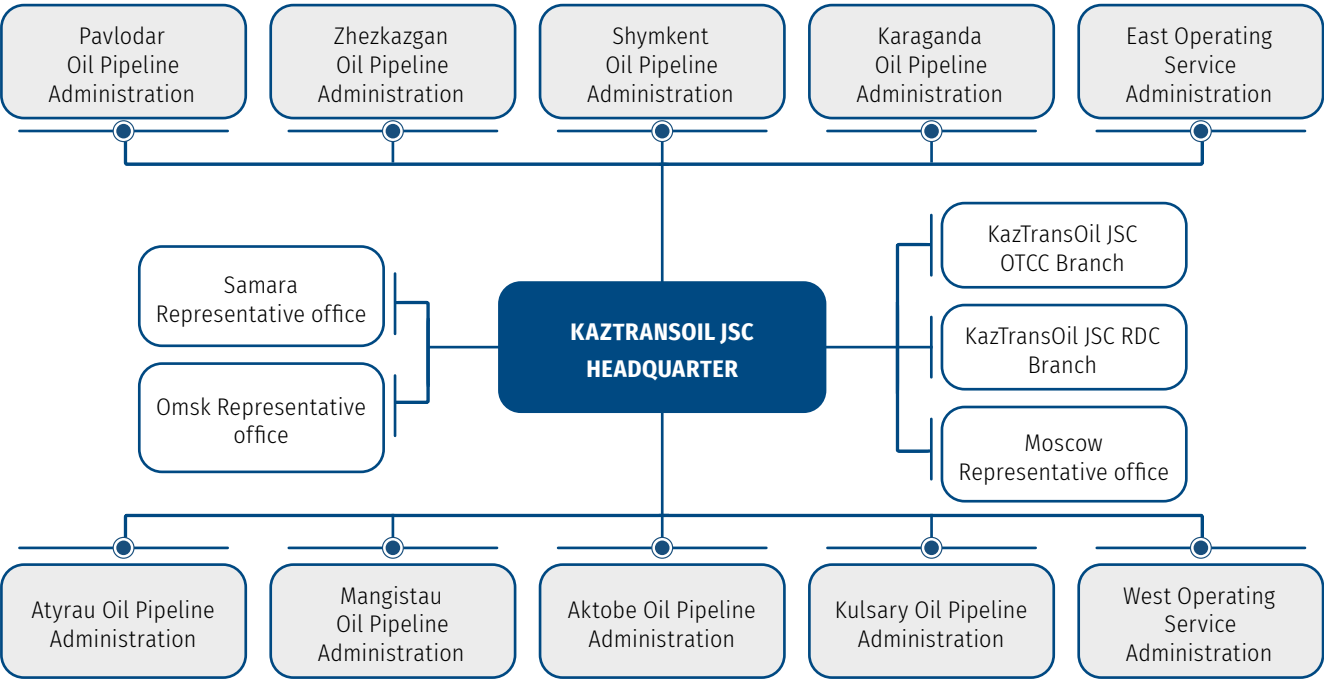 Pavlodar
Oil Pipeline
Administration
Zhezkazgan
Oil Pipeline
Administration
Shymkent
Oil Pipeline
Administration
Karaganda
Oil Pipeline
Administration
East Operating
Service
Administration
Samara
Representative office
Omsk Representative
office
KAZTRANSOIL JSC
HEADQUARTER
KazTransOil JSC
OTCC Branch
KazTransOil JSC RDC
Branch
Moscow
Representative office
Atyrau Oil Pipeline
Administration
Mangistau
Oil Pipeline
Administration
Aktobe Oil Pipeline
Administration
Kulsary Oil Pipeline
Administration
West Operating
Service
Administration